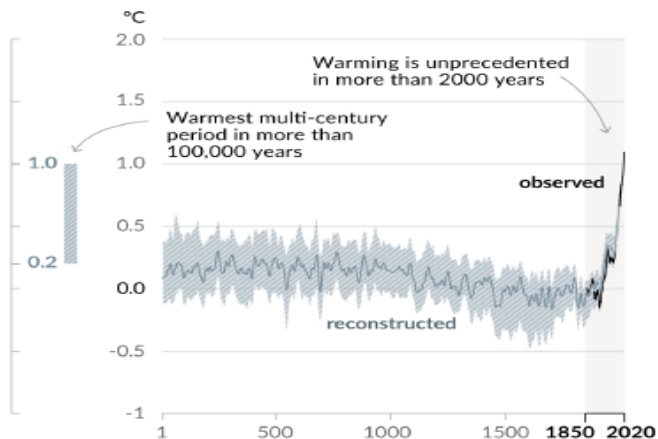 °C
2.0
1.5
1.0
0.5
0.0
-0.5
-1
Warming is unprecedented
in more than 2000 years
Warmest multi-century
period in more than
100,000 years
1.0
0.2
observed
reconstructed
1
500
1000
1500
1850
2020